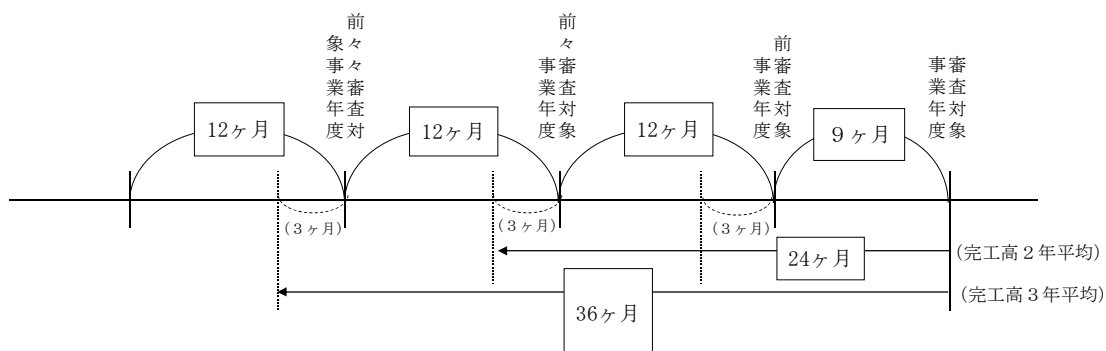 前々々審査対
象事業年度
前々審査対象
事業年度
前審査対象
事業年度
審査対象
事業年度
12ヶ月
12ヶ月
12ヶ月
９ヶ月
(３ヶ月)
(３ヶ月)
(３ヶ月)
24ヶ月
(完工高２年平均)
36ヶ月
(完工高３年平均)